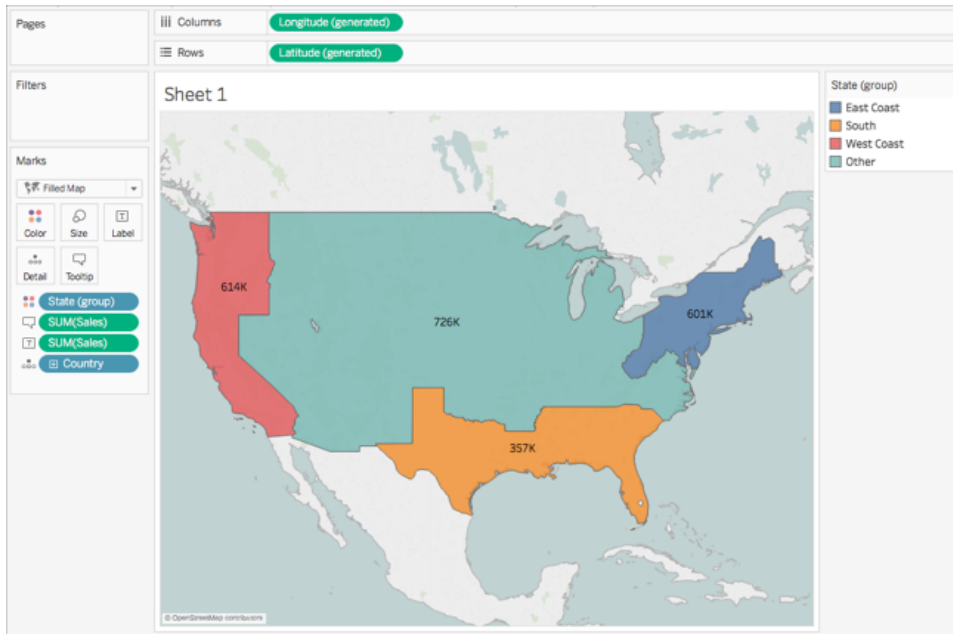 Pages
Columns
Longitude (generated)
Rows
Latitude (generated)
Filters
Sheet 1
State (group)
East Coast
South
West Coast
Other
Marks
Filled Map
Color
Size
Label
Detail
Tooltip
State (group)
SUM(Sales)
SUM(Sales)
Country
614K
726K
601K
357K
© OpenStreetMap contributors